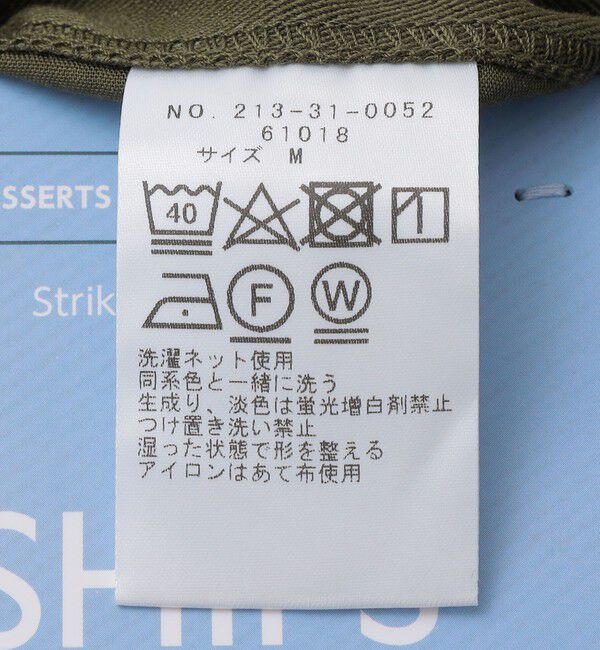 NO. 213-31-0052
61018
サイズ M
40
F
W
洗濯ネット使用
同系色と一緒に洗う
生成り、淡色は蛍光増白剤禁止
つけ置き洗い禁止
湿った状態で形を整える
アイロンはあて布使用
SSERTS
Strik